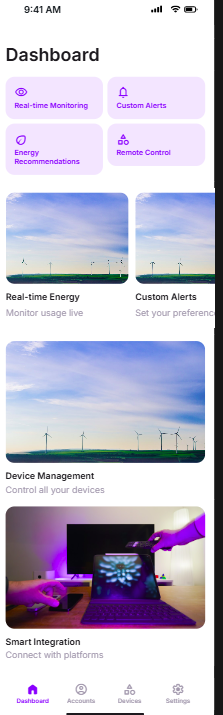 9:41 AM
Dashboard
Real-time Monitoring
Custom Alerts
Energy
Recommendations
Remote Control
Real-time Energy
Custom Alerts
Monitor usage live
Set your preferenc
Device Management
Control all your devices
Smart Integration
Connect with platforms
Dashboard
Accounts
Devices
Settings